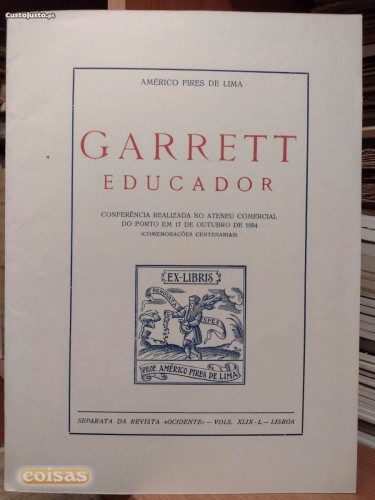 CustoJusto.pt
AMÉRICO PIRES DE LIMA
GARRETT
EDUCADOR
CONFERÊNCIA REALIZADA NO ATENEU COMERCIAL
DO PORTO EM 17 DE OUTUBRO DE 1954
(COMEMORAÇÕES CENTENÁRIAS)
EX-LIBRIS
SPES
PROF. AMÉRICO PIRES DE LIMA
SEPARATA DA REVISTA «OCIDENTE» — VOLS. XLIX-L — LISBOA
coisas